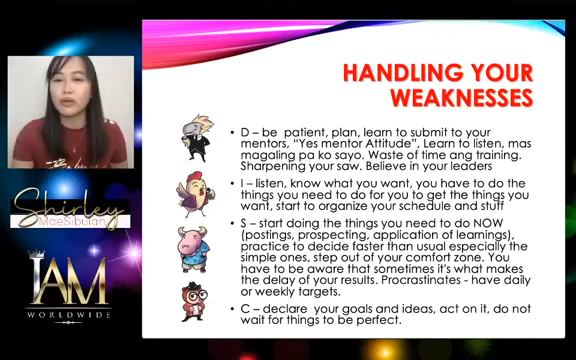 HANDLING YOUR
WEAKNESSES
• D – be patient, plan, learn to submit to your
mentors, “Yes mentor Attitude”, Learn to listen, mas
magaling pa ko sayo. Waste of time ang training.
Sharpening your saw. Believe in your leaders
• I – listen, know what you want, you have to do the
things you need to do for you to get the things you
want, start to organize your schedule and stuff
• S – start doing the things you need to do NOW
(postings, prospecting, application of learnings),
practice to decide faster than usual especially the
simple ones, step out of your comfort zone. You
have to be aware that sometimes it's what makes
the delay of your results. Procrastinates - have daily
or weekly targets.
• C – declare your goals and ideas, act on it, do not
wait for things to be perfect.
Shirley
MaeSibulan
IAM
WORLDWIDE